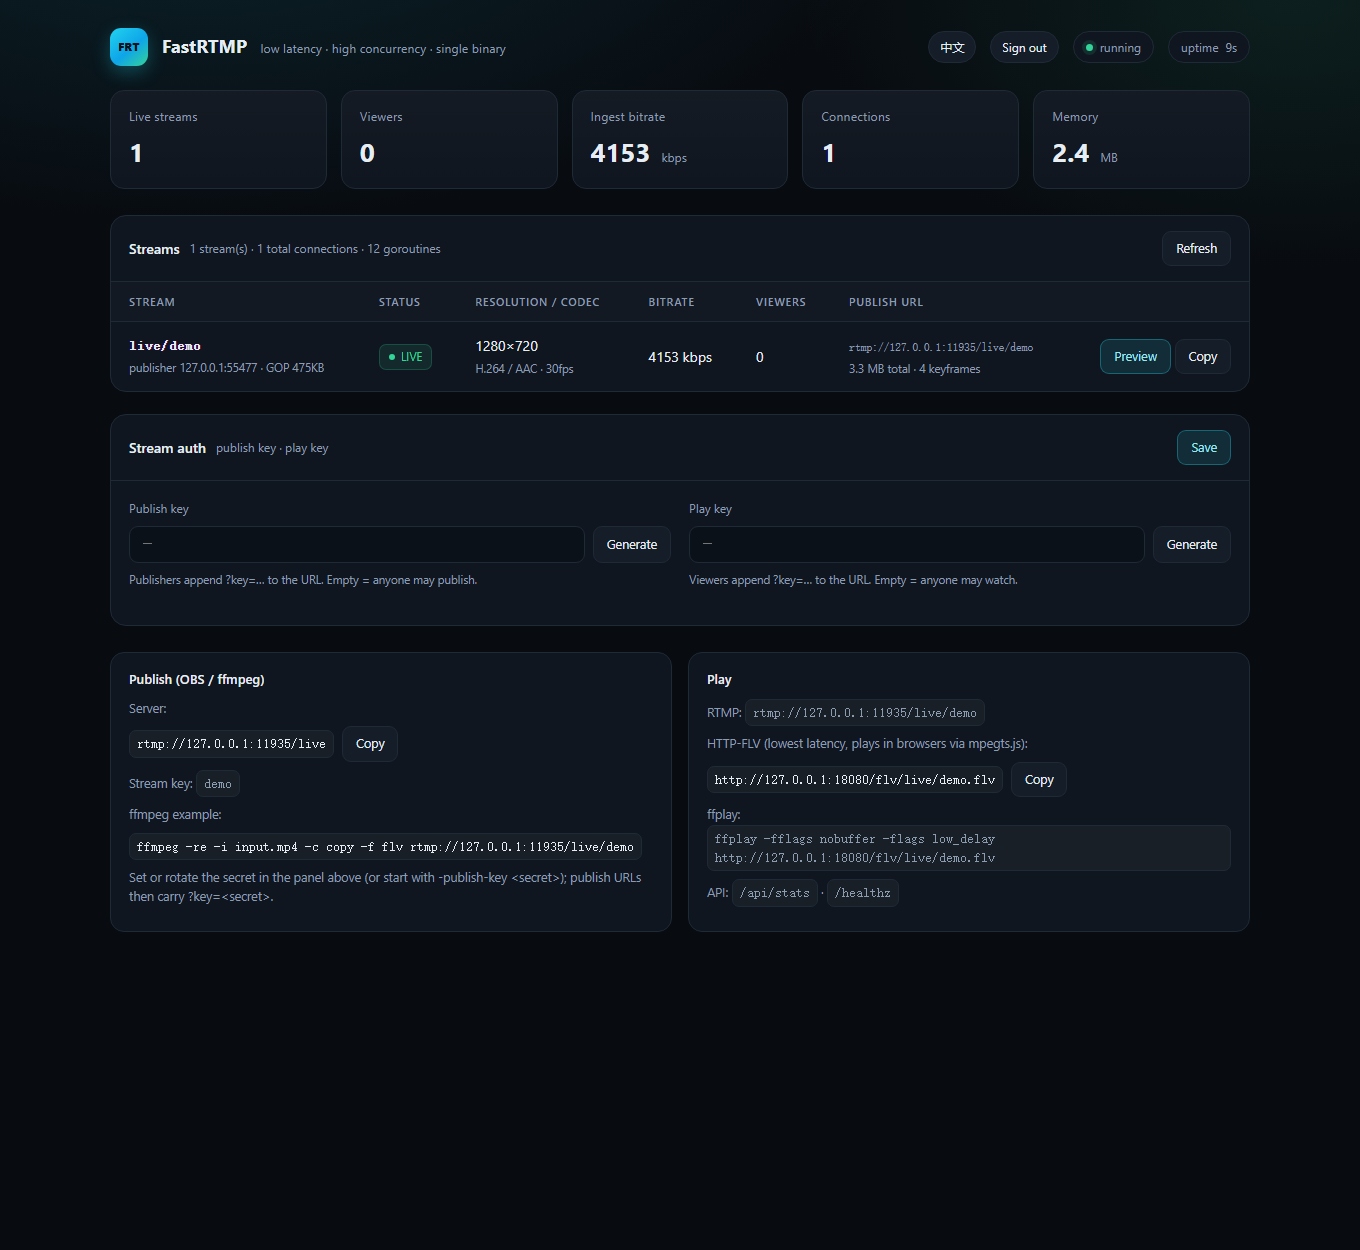 FRT FastRTMP low latency · high concurrency · single binary 中文 Sign out running uptime 9s
Live streams Viewers Ingest bitrate Connections Memory
1 0 4153 kbps 1 2.4 MB
Streams 1 stream(s) · 1 total connections · 12 goroutines Refresh
STREAM STATUS RESOLUTION / CODEC BITRATE VIEWERS PUBLISH URL
live/demo
publisher 127.0.0.1:55477 · GOP 475KB
LIVE
1280×720
H.264 / AAC · 30fps
4153 kbps
0
rtmp://127.0.0.1:11935/live/demo
3.3 MB total · 4 keyframes
Preview Copy
Stream auth publish key · play key Save
Publish key
— Generate
Publishers append ?key=... to the URL. Empty = anyone may publish.
Play key
— Generate
Viewers append ?key=... to the URL. Empty = anyone may watch.
Publish (OBS / ffmpeg)
Server:
rtmp://127.0.0.1:11935/live Copy
Stream key: demo
ffmpeg example:
ffmpeg -re -i input.mp4 -c copy -f flv rtmp://127.0.0.1:11935/live/demo
Set or rotate the secret in the panel above (or start with -publish-key <secret>); publish URLs
then carry ?key=<secret>.
Play
RTMP: rtmp://127.0.0.1:11935/live/demo
HTTP-FLV (lowest latency, plays in browsers via mpegts.js):
http://127.0.0.1:18080/flv/live/demo.flv Copy
ffplay:
ffplay -fflags nobuffer -flags low_delay
http://127.0.0.1:18080/flv/live/demo.flv
API: /api/stats · /healthz